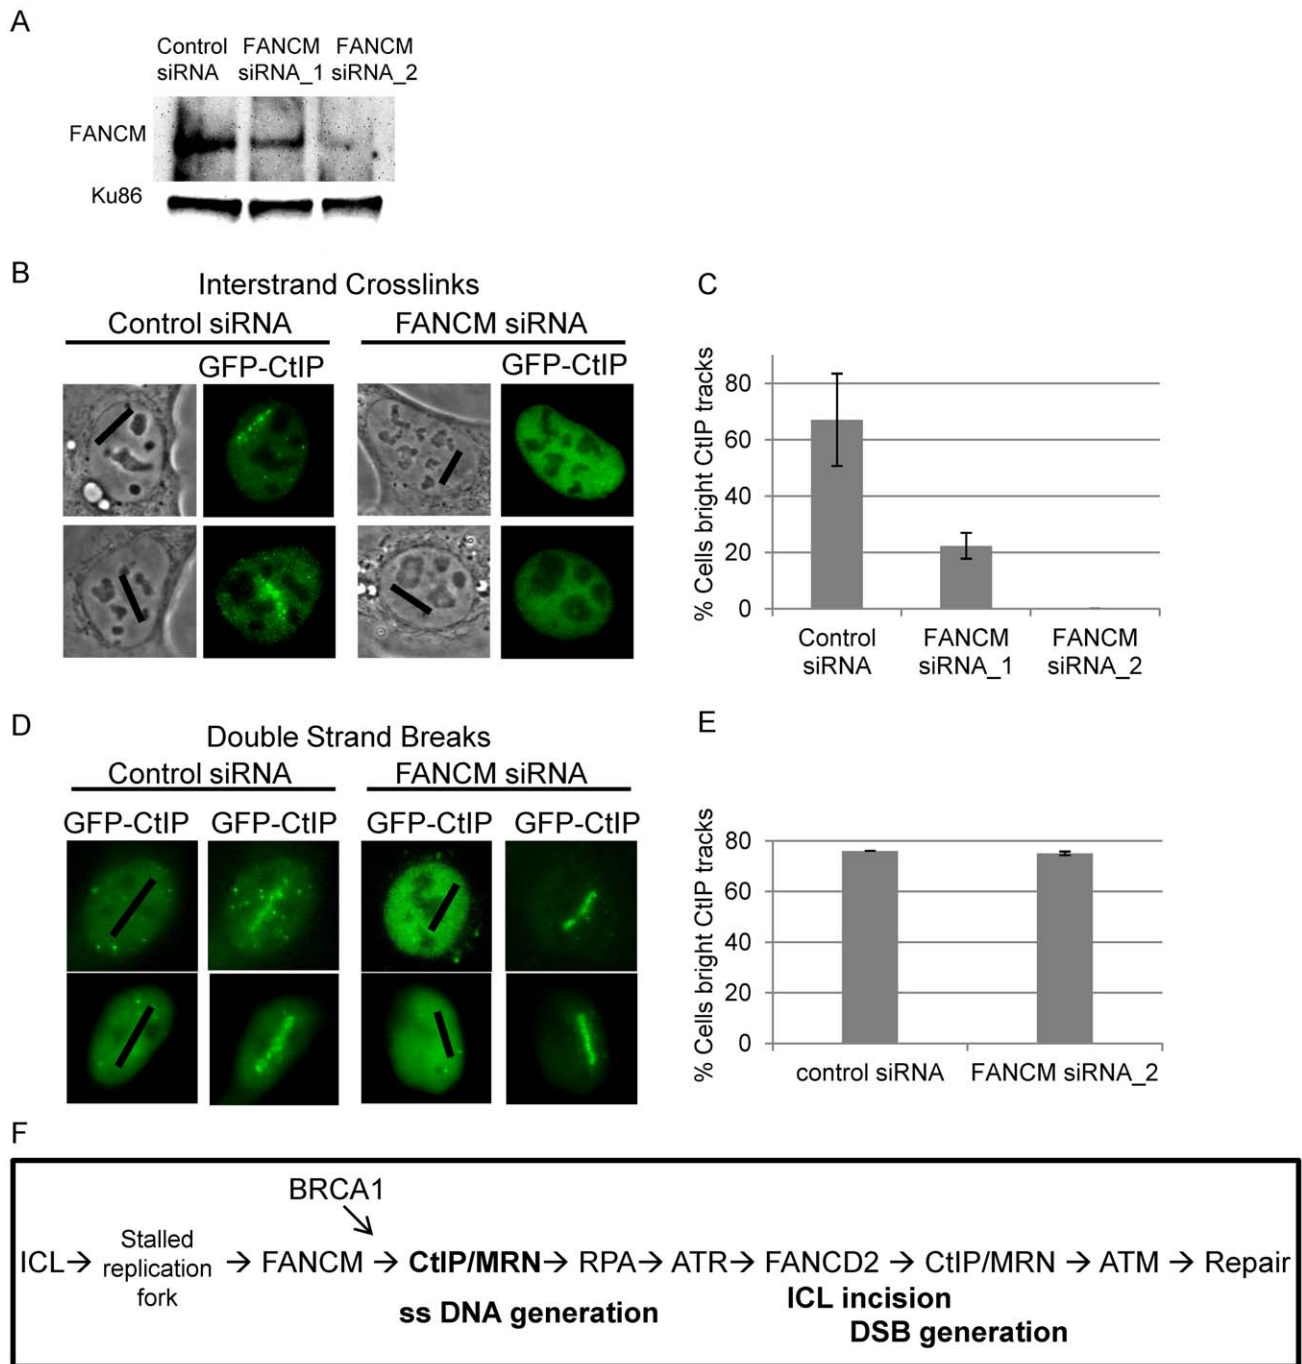 A
Control FANCM FANCM
siRNA siRNA_1 siRNA_2
FANCM
Ku86
B
Interstrand Crosslinks
Control siRNA FANCM siRNA
GFP-CtIP GFP-CtIP
C
% Cells bright CtIP tracks
80
60
40
20
0
Control FANCM FANCM
siRNA siRNA_1 siRNA_2
D
Double Strand Breaks
Control siRNA FANCM siRNA
GFP-CtIP GFP-CtIP GFP-CtIP GFP-CtIP
E
% Cells bright CtIP tracks
80
60
40
20
0
control siRNA FANCM siRNA_2
F
BRCA1
ICL→ Stalled replication fork → FANCM → CtIP/MRN→ RPA→ ATR→ FANCD2 → CtIP/MRN → ATM → Repair
ss DNA generation
ICL incision
DSB generation